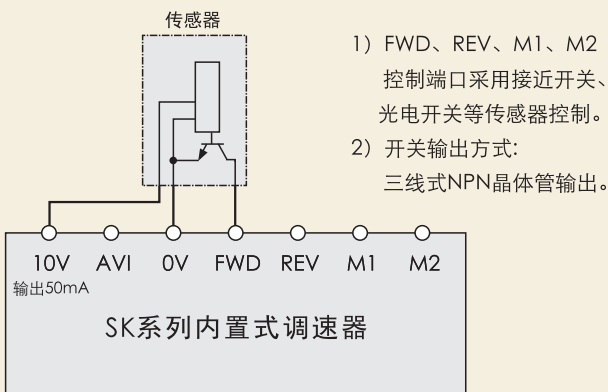 传感器
1) FWD、REV、M1、M2
控制端口采用接近开关、
光电开关等传感器控制。
2) 开关输出方式:
三线式NPN晶体管输出。
10V AVI 0V FWD REV M1 M2
输出50mA
SK系列内置式调速器